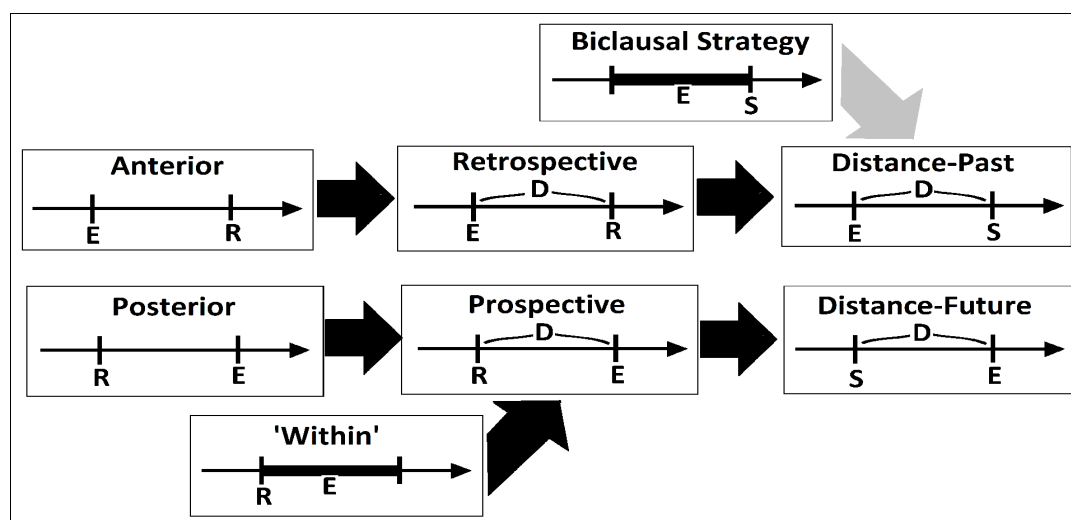 Biclausal Strategy
E
S
Anterior
E
R
Retrospective
D
E
R
Distance-Past
D
E
S
Posterior
R
E
Prospective
D
R
E
Distance-Future
D
S
E
'Within'
R
E